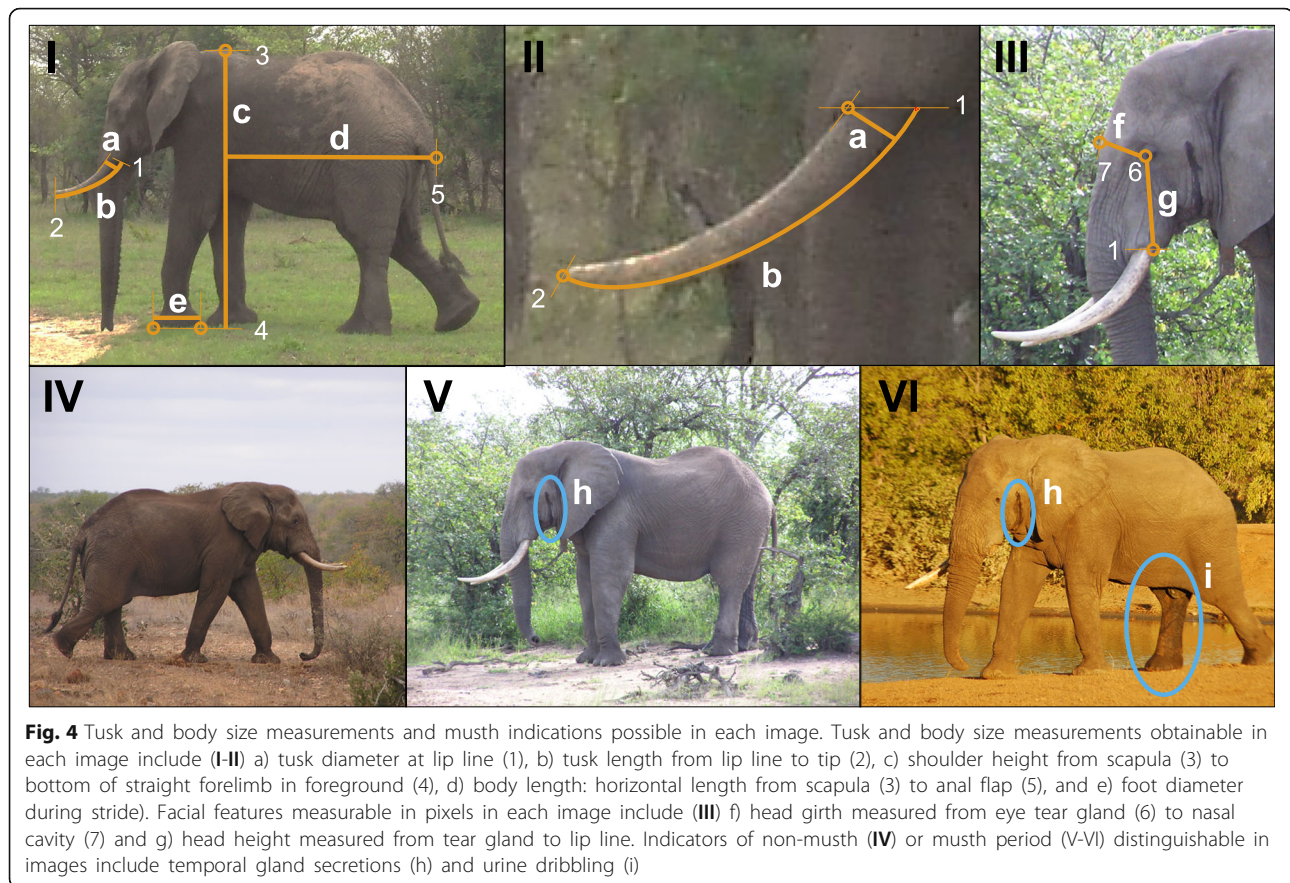 I
3
c
d
a
1
b
2
5
e
4
II
1
a
b
2
III
f
7
6
g
1
IV
V
h
VI
h
i
Fig. 4 Tusk and body size measurements and musth indications possible in each image. Tusk and body size measurements obtainable in
each image include (I-II) a) tusk diameter at lip line (1), b) tusk length from lip line to tip (2), c) shoulder height from scapula (3) to
bottom of straight forelimb in foreground (4), d) body length: horizontal length from scapula (3) to anal flap (5), and e) foot diameter
during stride). Facial features measurable in pixels in each image include (III) f) head girth measured from eye tear gland (6) to nasal
cavity (7) and g) head height measured from tear gland to lip line. Indicators of non-musth (IV) or musth period (V-VI) distinguishable in
images include temporal gland secretions (h) and urine dribbling (i)